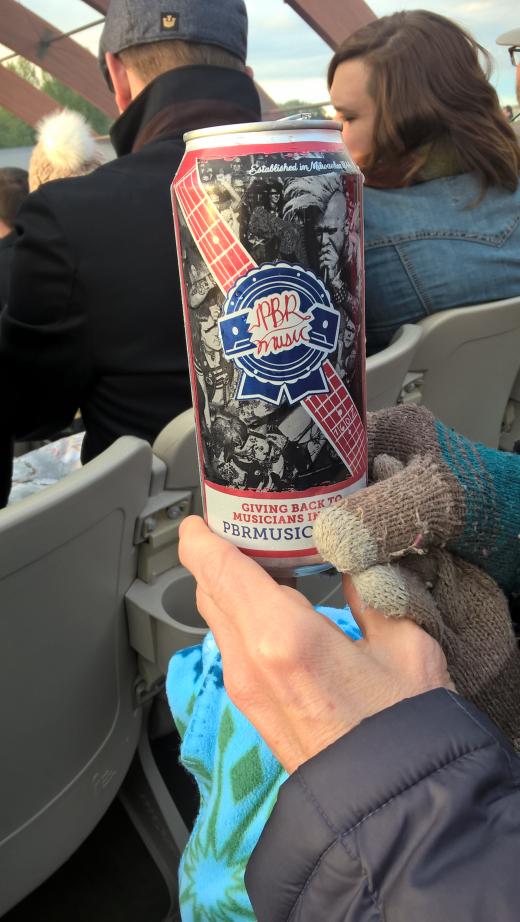 Established in Milwaukee
PBR
music
GIVING BACK TO
MUSICIANS IN
PBRMUSIC